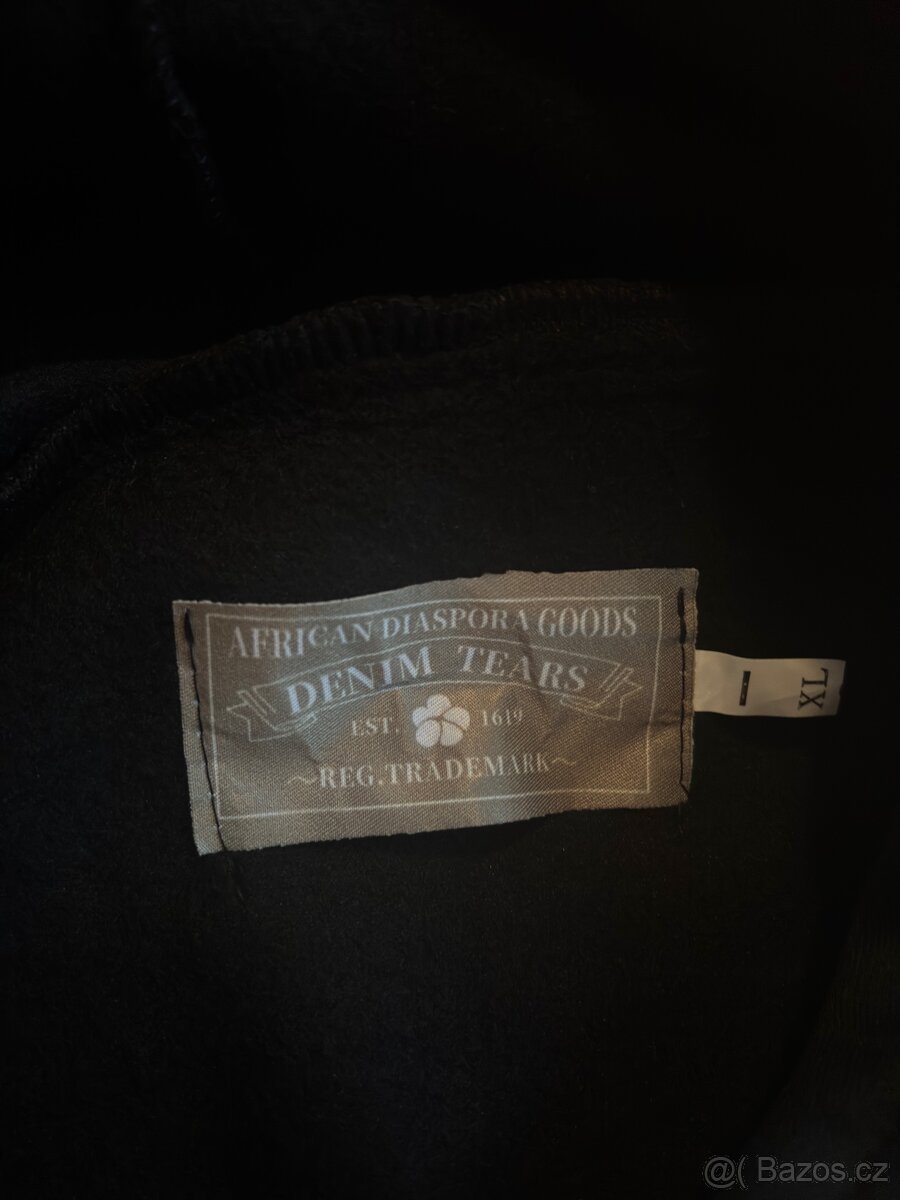 AFRICAN DIASPORA GOODS
DENIM TEARS
EST. 1619
~REG.TRADEMARK~
XL
@( Bazos.cz